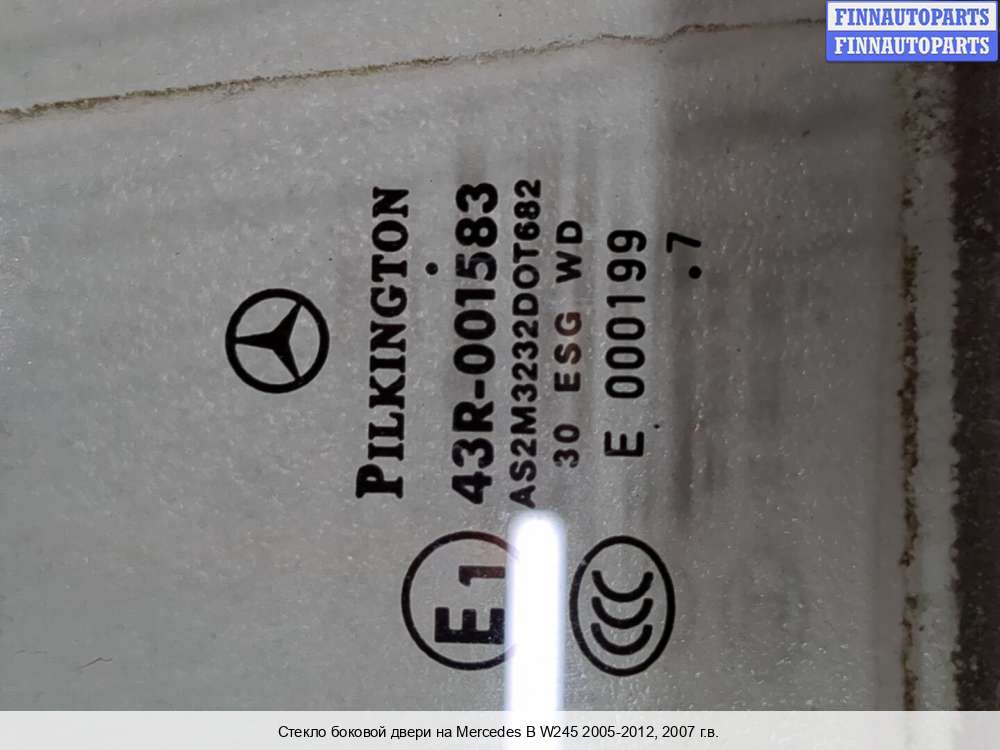 FINNAUTOPARTS
FINNAUTOPARTS
PILKINGTON
E1 43R-001583
AS2M3232DOT682
30 ESG WD
CCC E 000199
.7
Стекло боковой двери на Mercedes B W245 2005-2012, 2007 г.в.